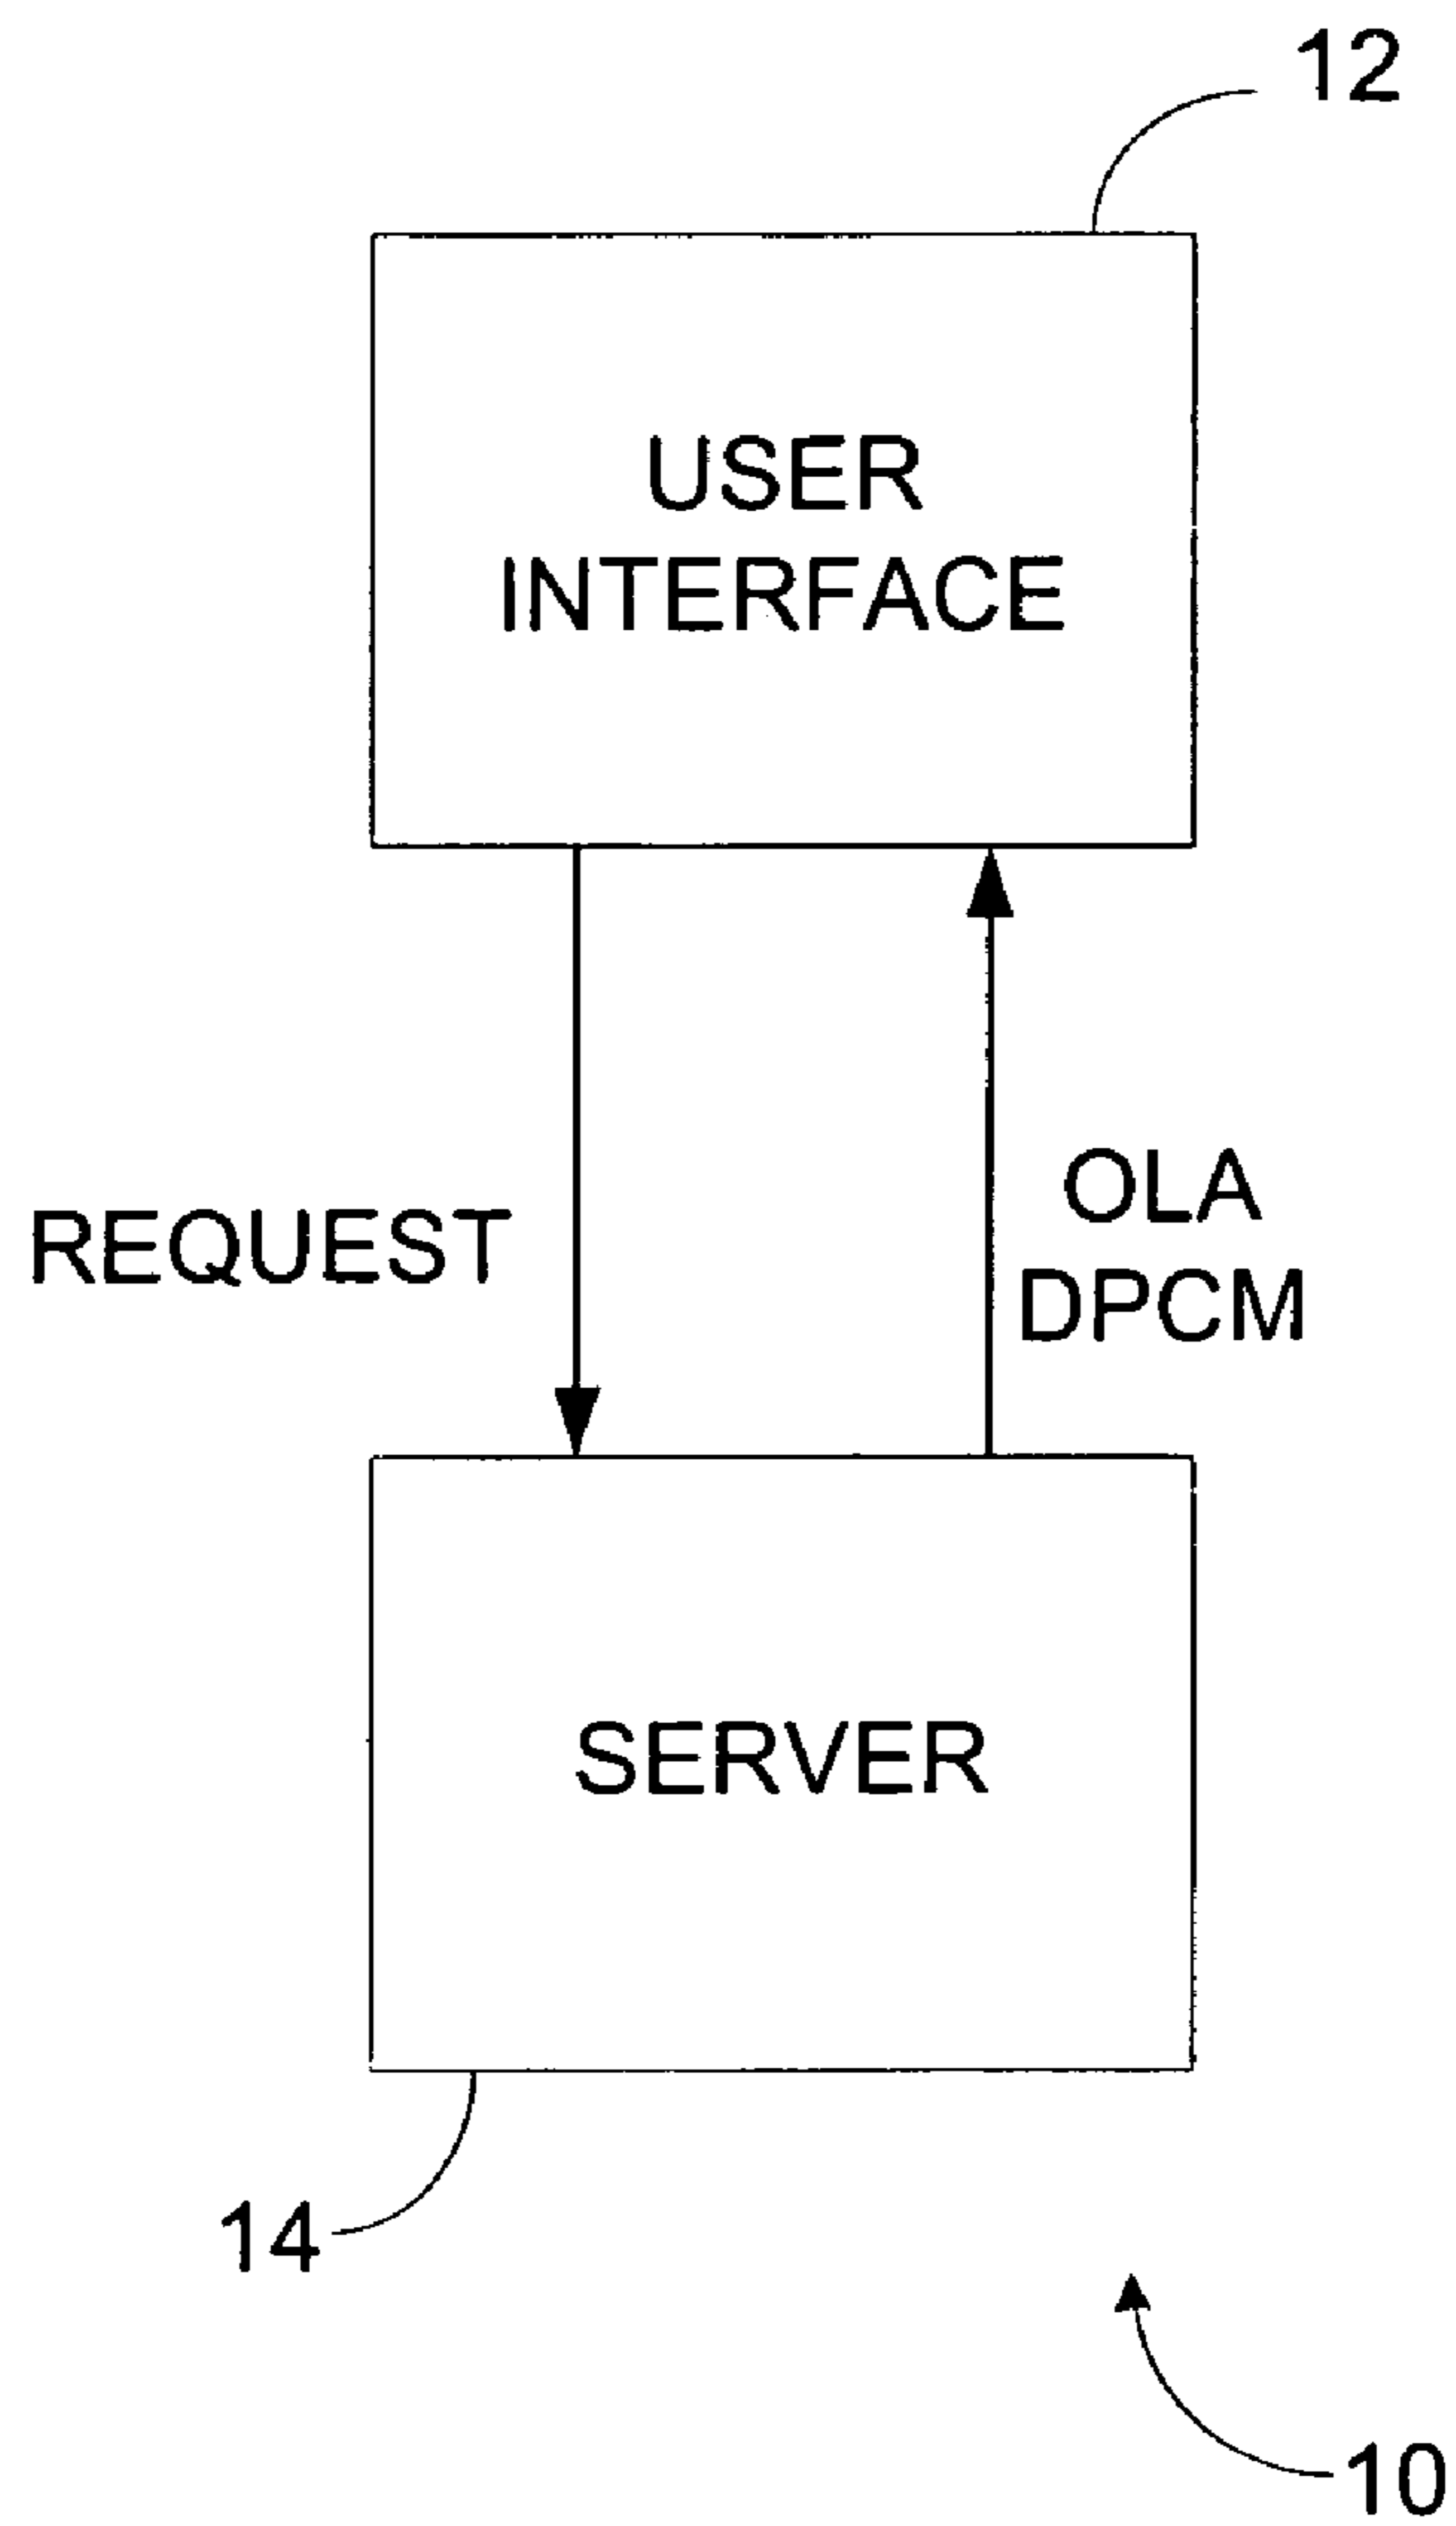 12
USER
INTERFACE
REQUEST
OLA
DPCM
SERVER
14
10